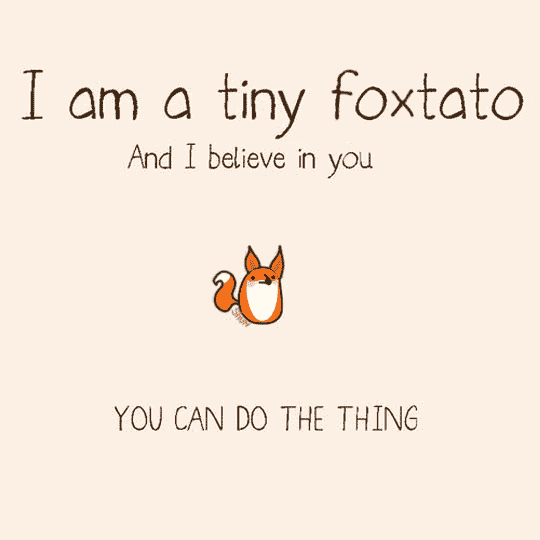 I am a tiny foxtato
And I believe in you
YOU CAN DO THE THING